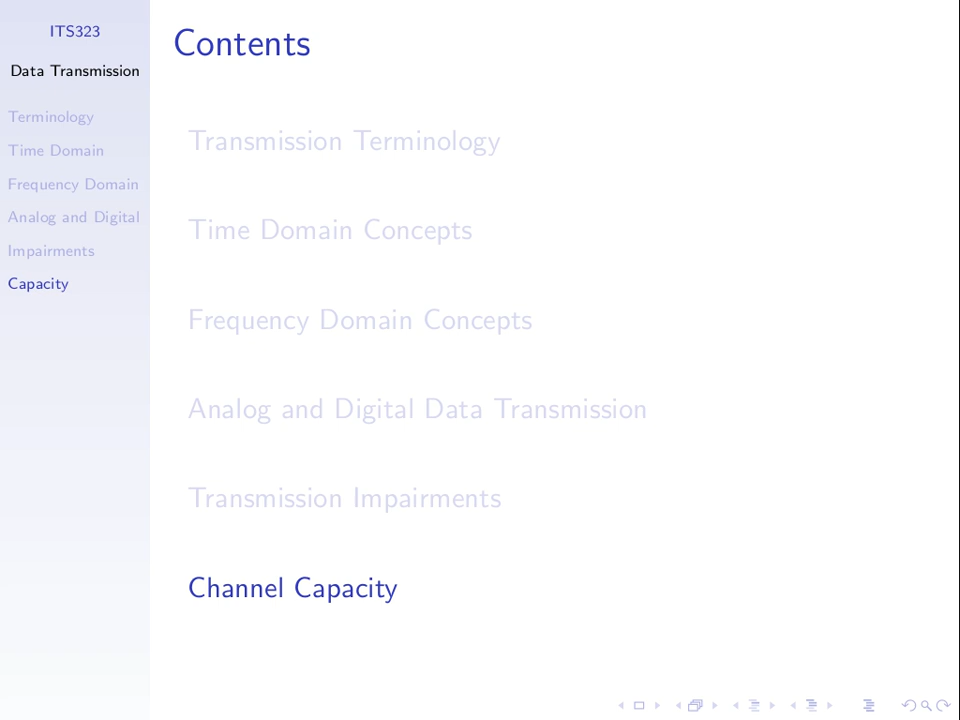 ITS323
Data Transmission
Terminology
Time Domain
Frequency Domain
Analog and Digital
Impairments
Capacity
Contents
Transmission Terminology
Time Domain Concepts
Frequency Domain Concepts
Analog and Digital Data Transmission
Transmission Impairments
Channel Capacity